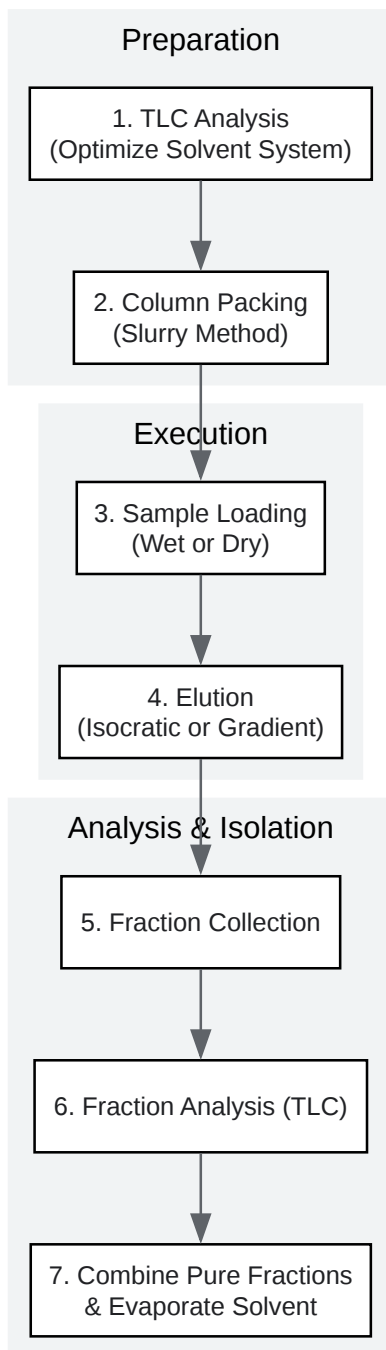 Preparation
1. TLC Analysis
(Optimize Solvent System)
2. Column Packing
(Slurry Method)
Execution
3. Sample Loading
(Wet or Dry)
4. Elution
(Isocratic or Gradient)
Analysis & Isolation
5. Fraction Collection
6. Fraction Analysis (TLC)
7. Combine Pure Fractions
& Evaporate Solvent